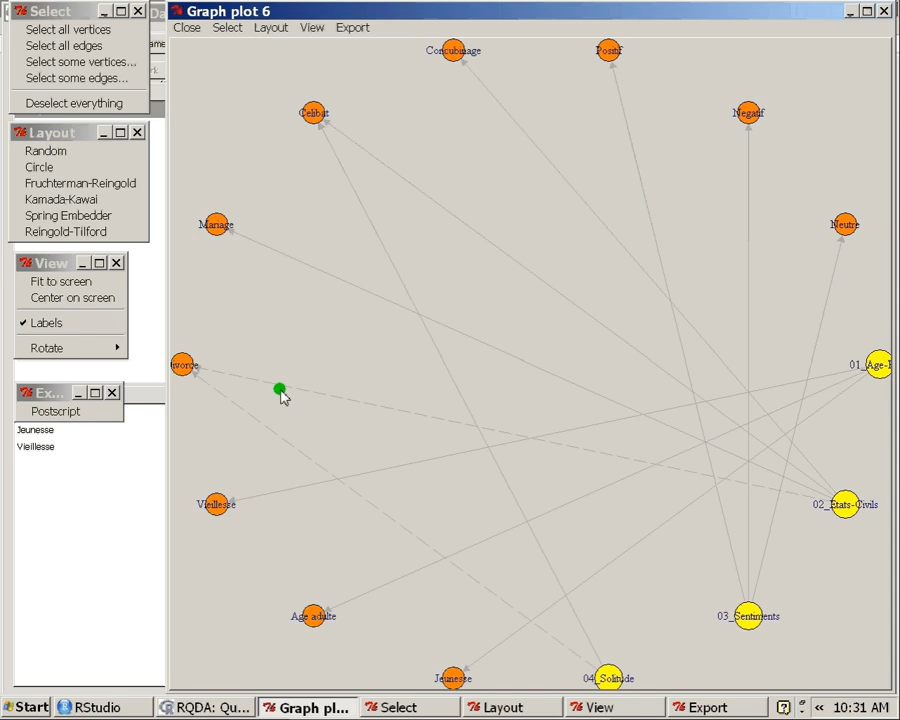 Select
Select all vertices
Select all edges
Select some vertices...
Select some edges...
Deselect everything
Layout
Random
Circle
Fruchterman-Reingold
Kamada-Kawai
Spring Embedder
Reingold-Tilford
View
Fit to screen
Center on screen
Labels
Rotate
Ex...
Postscript
Jeunesse
Vieillesse
Graph plot 6
Close Select Layout View Export
Concubinage
Positif
Celibat
Negatif
Mariage
Neutre
ivorce
01_Age-
02_Etats-Civils
Vieillesse
Age adulte
03_Sentiments
Jeunesse
04_Solitude
Start RStudio RQDA: Qu... Graph pl... Select Layout View Export « 10:31 AM